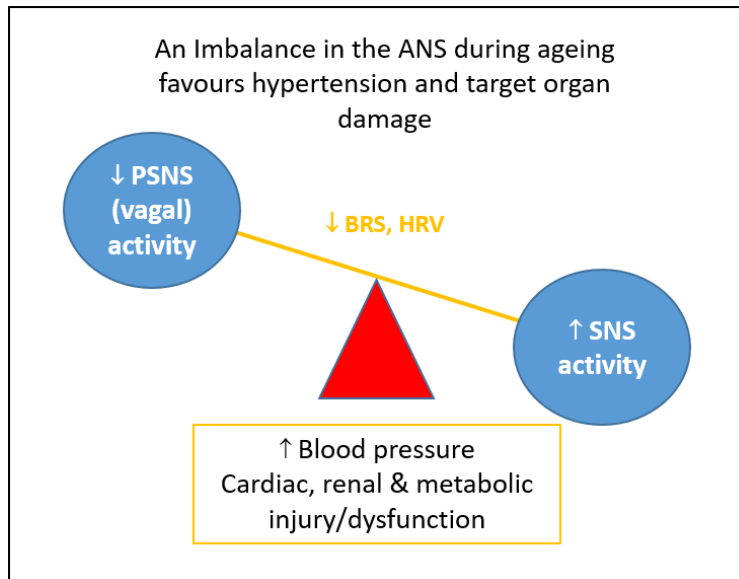 An Imbalance in the ANS during ageing
favours hypertension and target organ
damage
↓ PSNS
(vagal)
activity
↓ BRS, HRV
↑ SNS
activity
↑ Blood pressure
Cardiac, renal & metabolic
injury/dysfunction